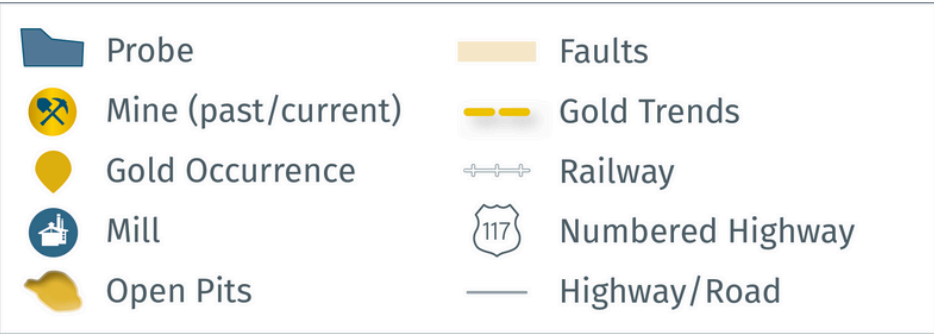 Probe
Mine (past/current)
Gold Occurrence
Mill
Open Pits
Faults
Gold Trends
Railway
117
Numbered Highway
Highway/Road